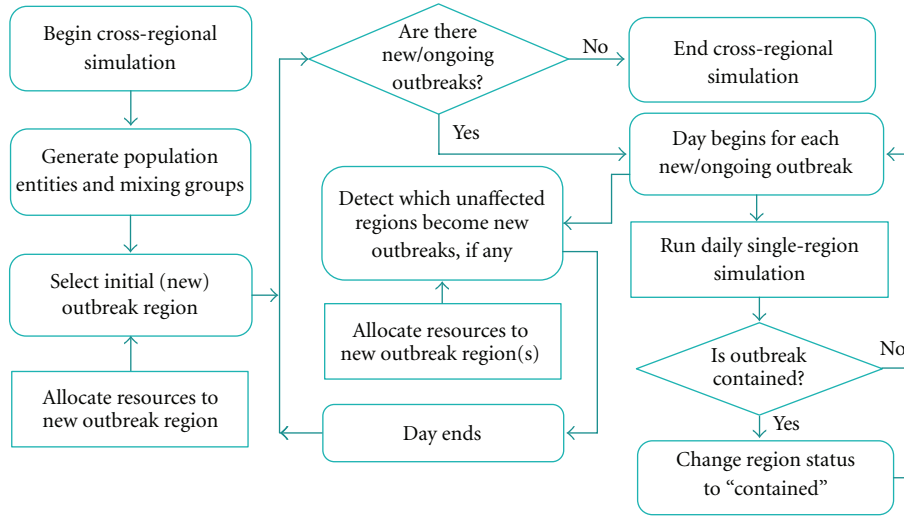 Begin cross-regional
simulation
Generate population
entities and mixing groups
Select initial (new)
outbreak region
Allocate resources to
new outbreak region
Are there
new/ongoing
outbreaks?
No
Yes
End cross-regional
simulation
Day begins for each
new/ongoing outbreak
Detect which unaffected
regions become new
outbreaks, if any
Allocate resources to
new outbreak region(s)
Day ends
Run daily single-region
simulation
Is outbreak
contained?
No
Yes
Change region status
to “contained”